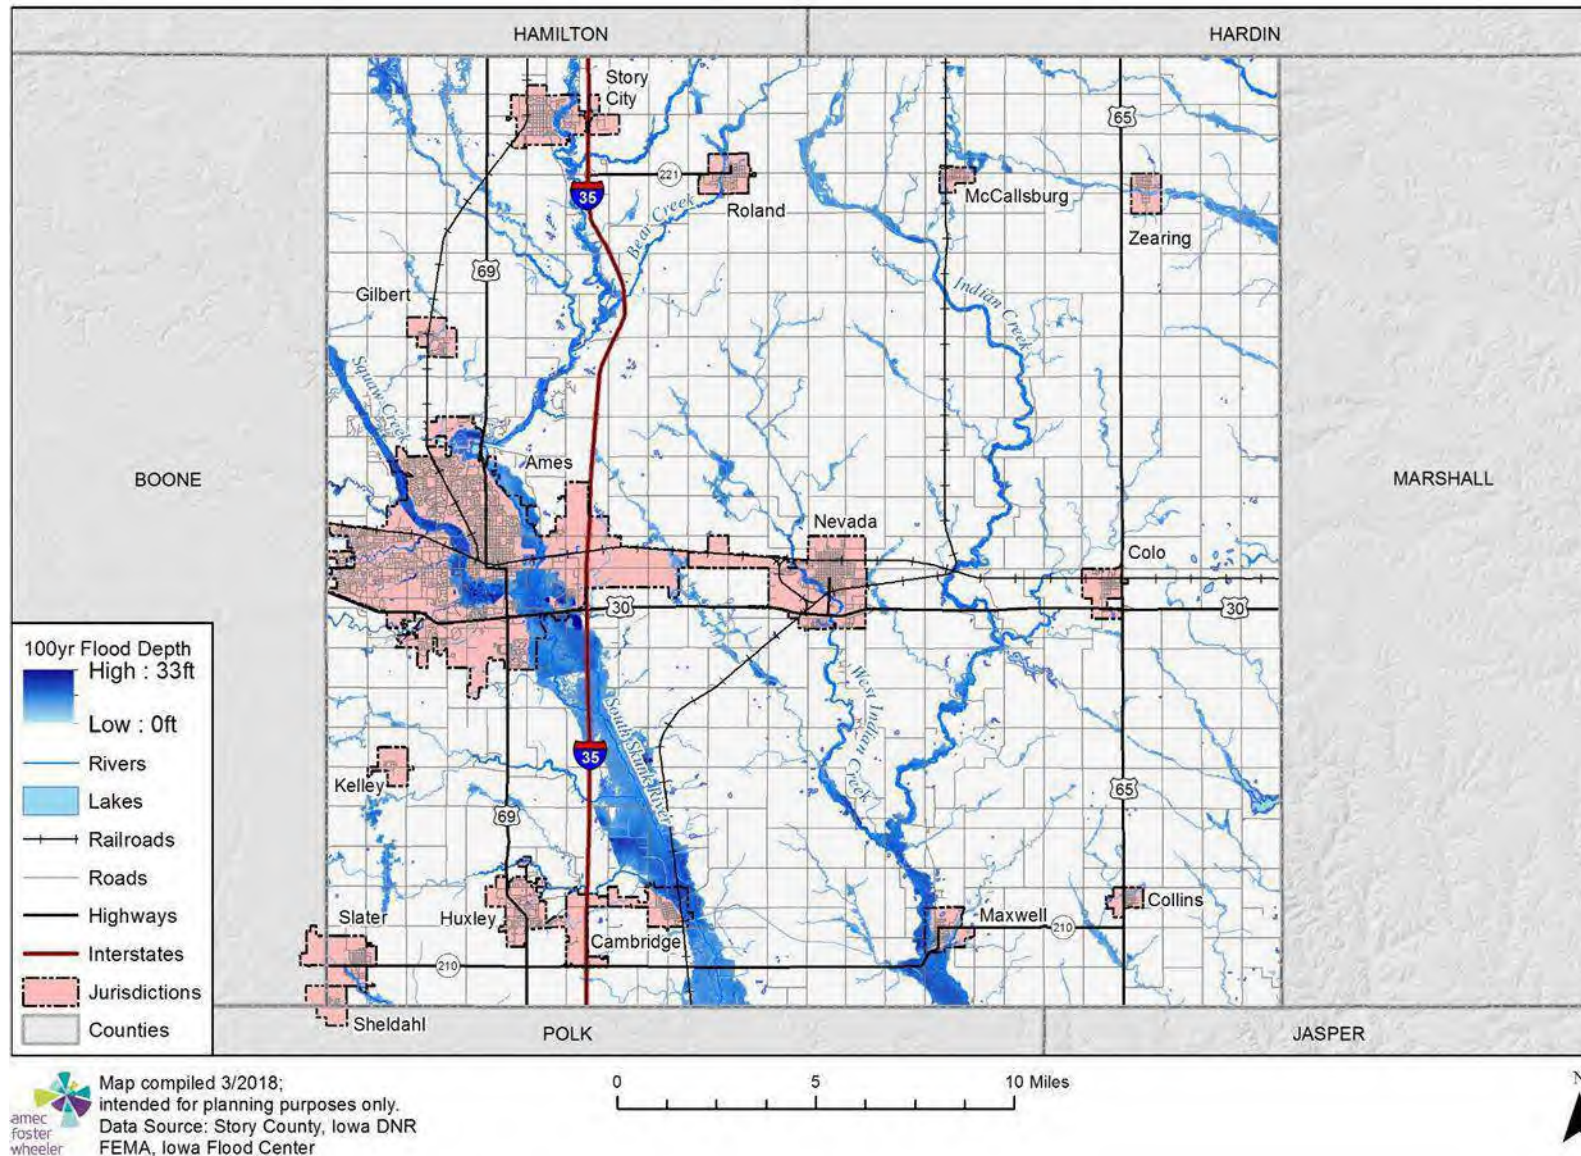 HAMILTON
HARDIN
Story
City
65
221
McCallsburg
35
Roland
Bear Creek
Zearing
69
Indian Creek
Gilbert
Squaw Creek
Ames
BOONE
MARSHALL
Nevada
Colo
30
30
100yr Flood Depth
High : 33ft
Low : 0ft
Rivers
Lakes
Railroads
Roads
Highways
Interstates
Jurisdictions
Counties
West Indian
Creek
South Skunk River
35
Kelley
65
69
Slater
Huxley
Cambridge
Maxwell
Collins
210
210
Sheldahl
POLK
JASPER
amec
foster
wheeler
Map compiled 3/2018;
intended for planning purposes only.
Data Source: Story County, Iowa DNR
FEMA, Iowa Flood Center
0 5 10 Miles
N